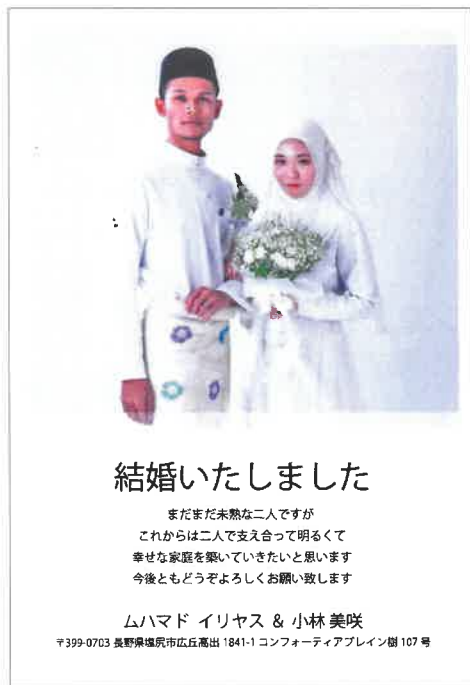 結婚いたしました
まだまだ未熟な二人ですが
これからは二人で支え合って明るくて
幸せな家庭を築いていきたいと思います
今後ともどうぞよろしくお願い致します
ムハマド イリヤス & 小林 美咲
〒399-0703 長野県塩尻市広丘高出 1841-1 コンフォーティアブレイン樹 107 号